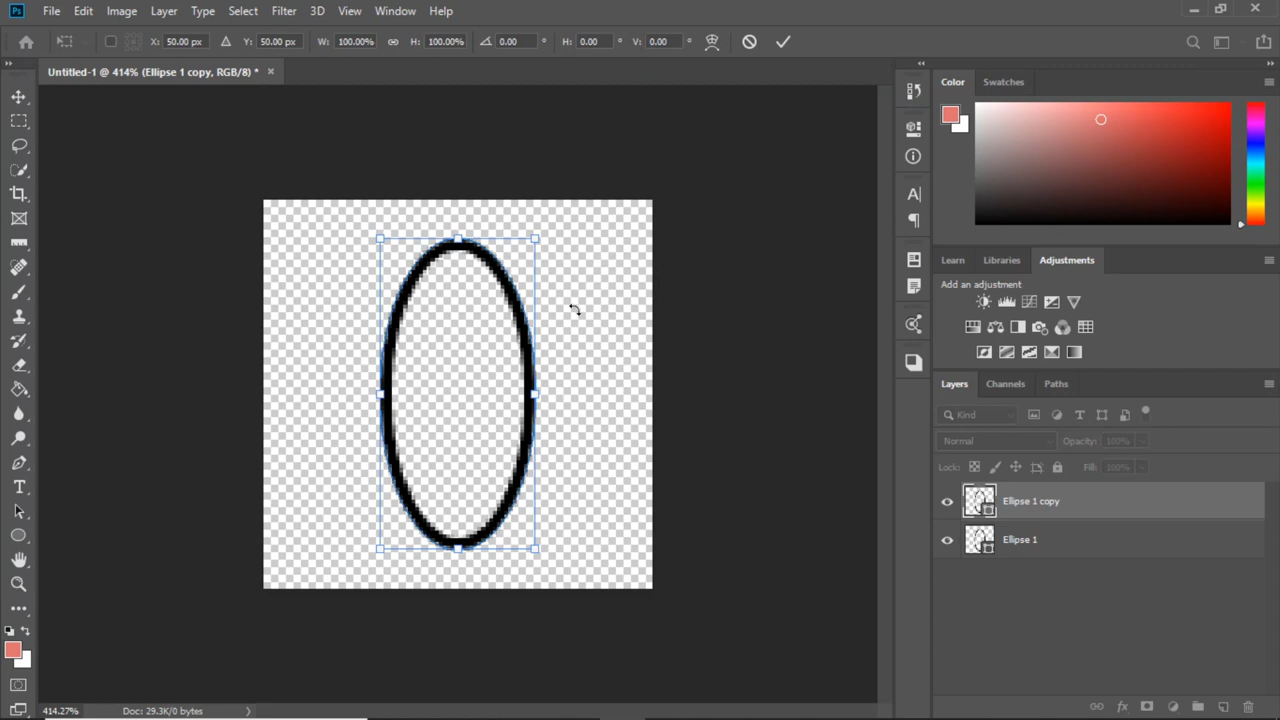 Ps File Edit Image Layer Type Select Filter 3D View Window Help
X: 50.00 px Y: 50.00 px W: 100.00% H: 100.00% 0.00 ° H: 0.00 ° V: 0.00 °
Untitled-1 @ 414% (Ellipse 1 copy, RGB/8) * ×
Color Swatches
Learn Libraries Adjustments
Add an adjustment
Layers Channels Paths
Kind
Normal Opacity: 100%
Lock: Fill: 100%
Ellipse 1 copy
Ellipse 1
414.27% Doc: 29.3K/0 bytes